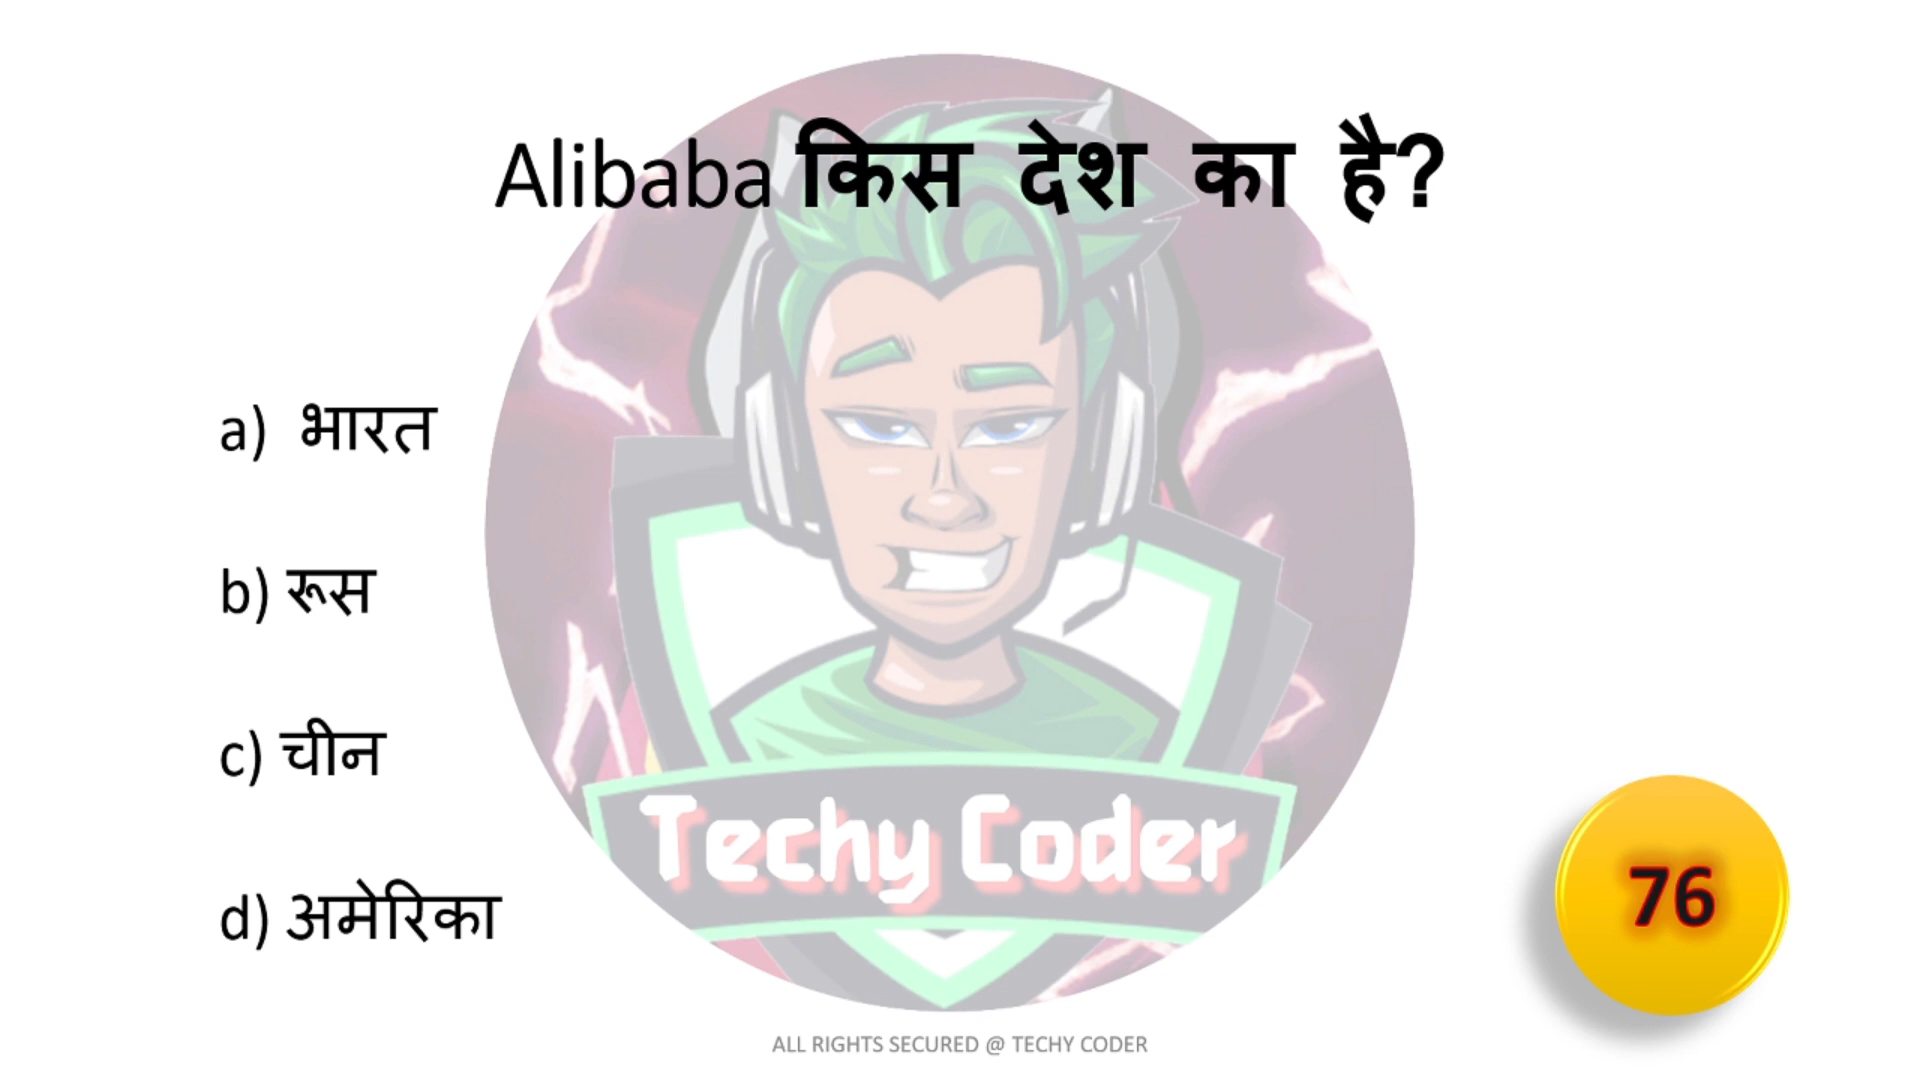 Alibaba किस देश का है?
a) भारत
b) रूस
c) चीन
d) अमेरिका
Techy Coder
76
ALL RIGHTS SECURED @ TECHY CODER